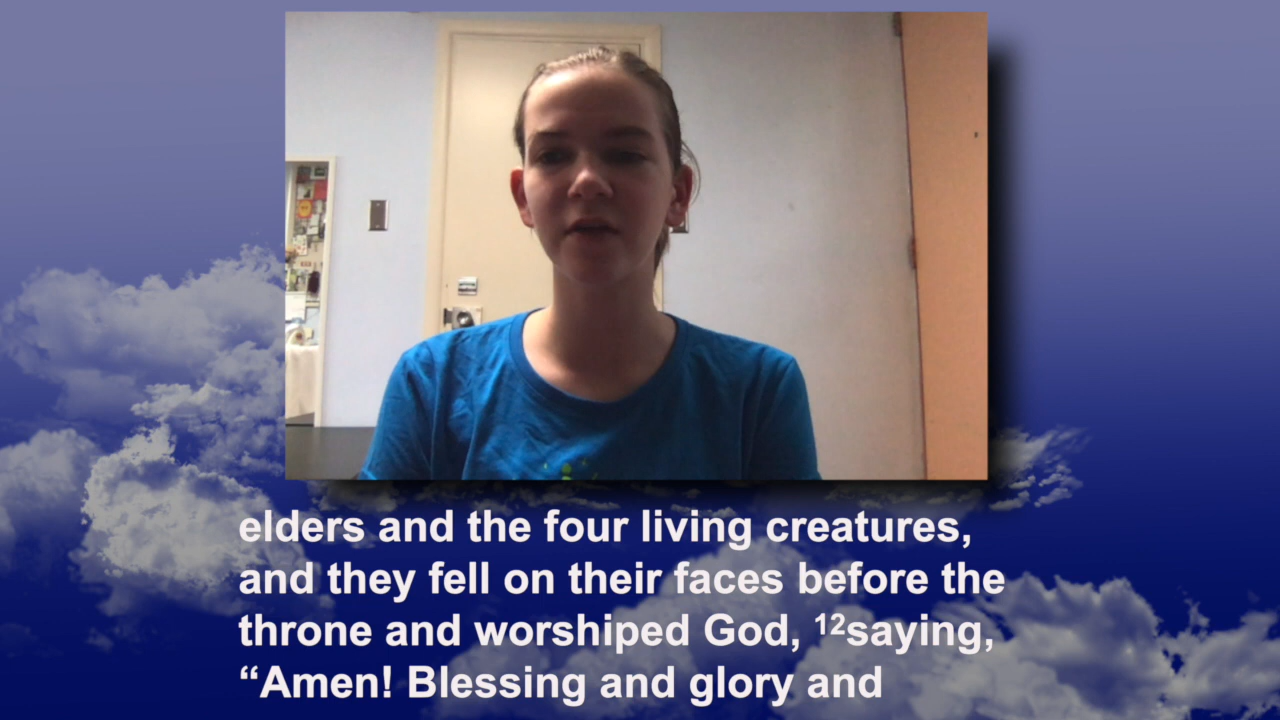 elders and the four living creatures,
and they fell on their faces before the
throne and worshiped God, ¹²saying,
“Amen! Blessing and glory and